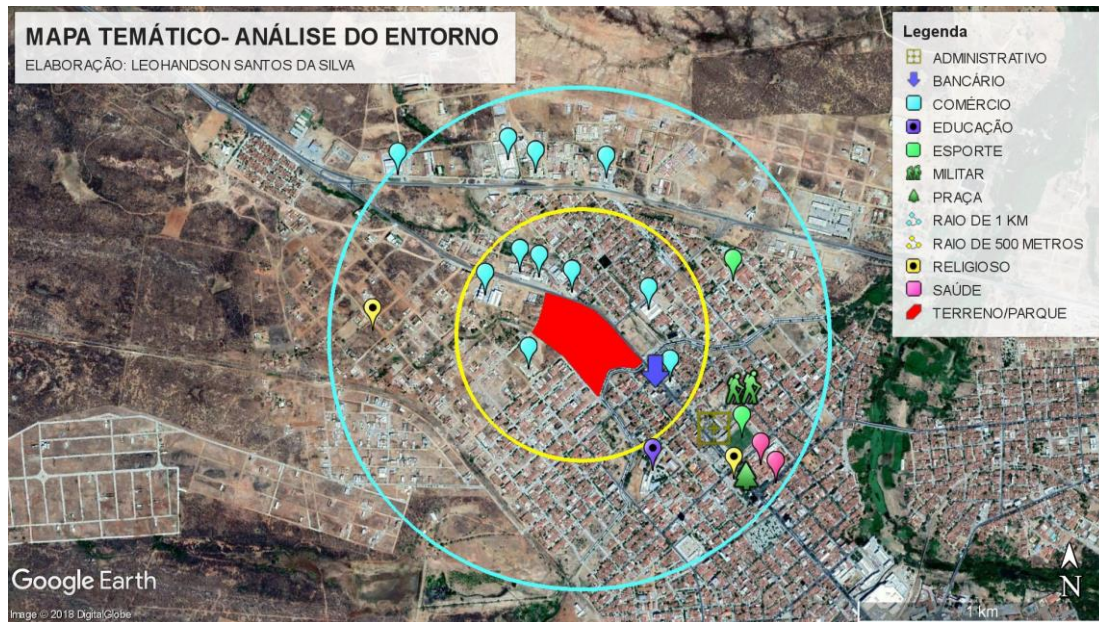 MAPA TEMÁTICO- ANÁLISE DO ENTORNO
ELABORAÇÃO: LEOHANDSON SANTOS DA SILVA
Legenda
ADMINISTRATIVO
BANCÁRIO
COMÉRCIO
EDUCAÇÃO
ESPORTE
MILITAR
PRAÇA
RAIO DE 1 KM
RAIO DE 500 METROS
RELIGIOSO
SAÚDE
TERRENO/PARQUE
Google Earth
Image © 2018 DigitalGlobe
N
1 km